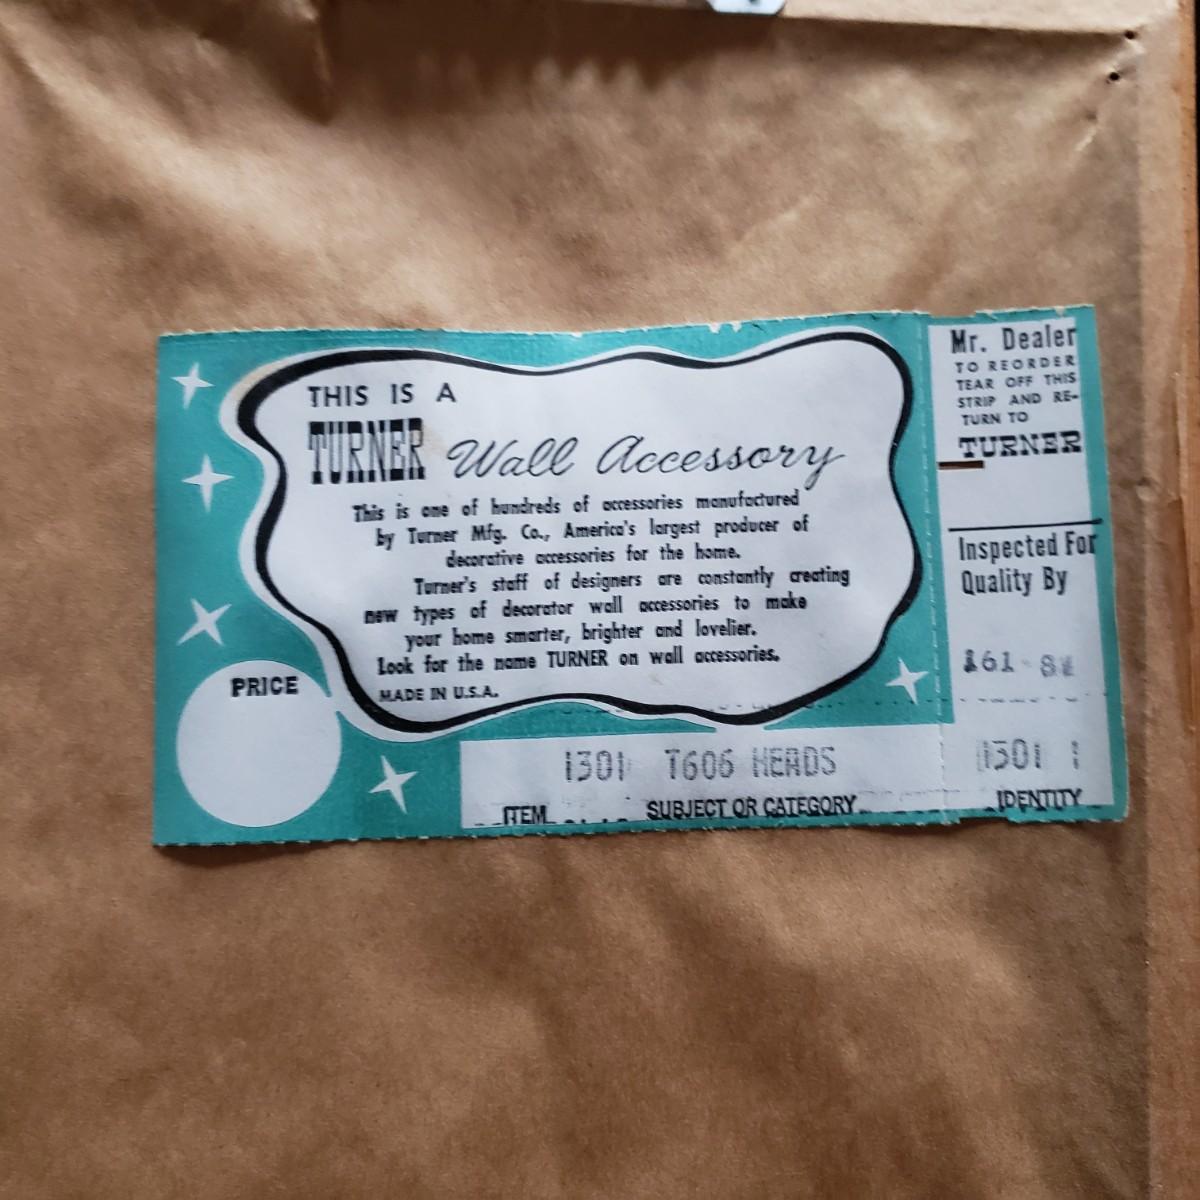 THIS IS A
TURNER Wall Accessory
This is one of hundreds of accessories manufactured
by Turner Mfg. Co., America's largest producer of
decorative accessories for the home.
Turner's staff of designers are constantly creating
new types of decorator wall accessories to make
your home smarter, brighter and lovelier.
Look for the name TURNER on wall accessories.
MADE IN U.S.A.
PRICE
1301 T606 HEADS
ITEM SUBJECT OR CATEGORY
Mr. Dealer
TO REORDER
TEAR OFF THIS
STRIP AND RE-
TURN TO
TURNER
Inspected For
Quality By
161
1301 1
IDENTITY